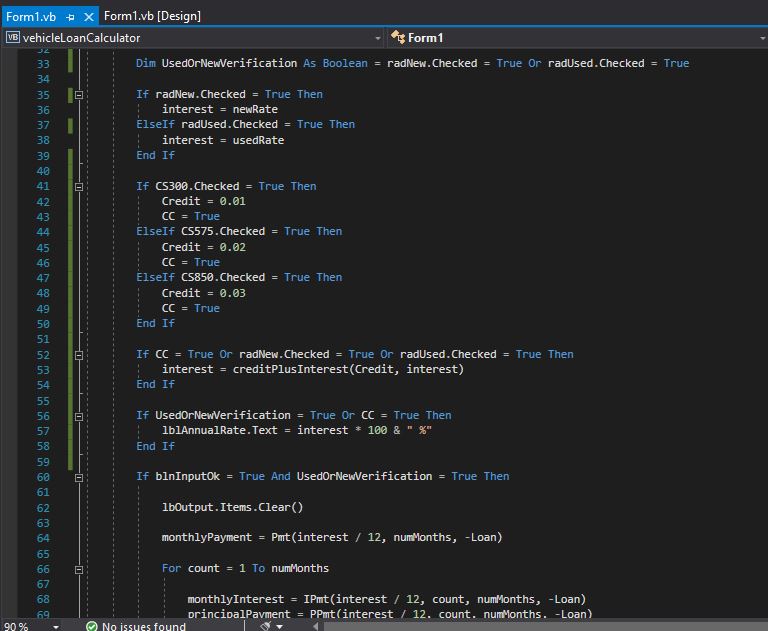 Form1.vb Form1.vb [Design]
VB vehicleLoanCalculator Form1
32
33 Dim UsedOrNewVerification As Boolean = radNew.Checked = True Or radUsed.Checked = True
34
35 If radNew.Checked = True Then
36 interest = newRate
37 ElseIf radUsed.Checked = True Then
38 interest = usedRate
39 End If
40
41 If CS300.Checked = True Then
42 Credit = 0.01
43 CC = True
44 ElseIf CS575.Checked = True Then
45 Credit = 0.02
46 CC = True
47 ElseIf CS850.Checked = True Then
48 Credit = 0.03
49 CC = True
50 End If
51
52 If CC = True Or radNew.Checked = True Or radUsed.Checked = True Then
53 interest = creditPlusInterest(Credit, interest)
54 End If
55
56 If UsedOrNewVerification = True Or CC = True Then
57 lblAnnualRate.Text = interest * 100 & " %"
58 End If
59
60 If blnInputOk = True And UsedOrNewVerification = True Then
61
62 lbOutput.Items.Clear()
63
64 monthlyPayment = Pmt(interest / 12, numMonths, -Loan)
65
66 For count = 1 To numMonths
67
68 monthlyInterest = IPmt(interest / 12, count, numMonths, -Loan)
69 principalPayment = PPmt(interest / 12, count, numMonths, -Loan)
90 % No issues found